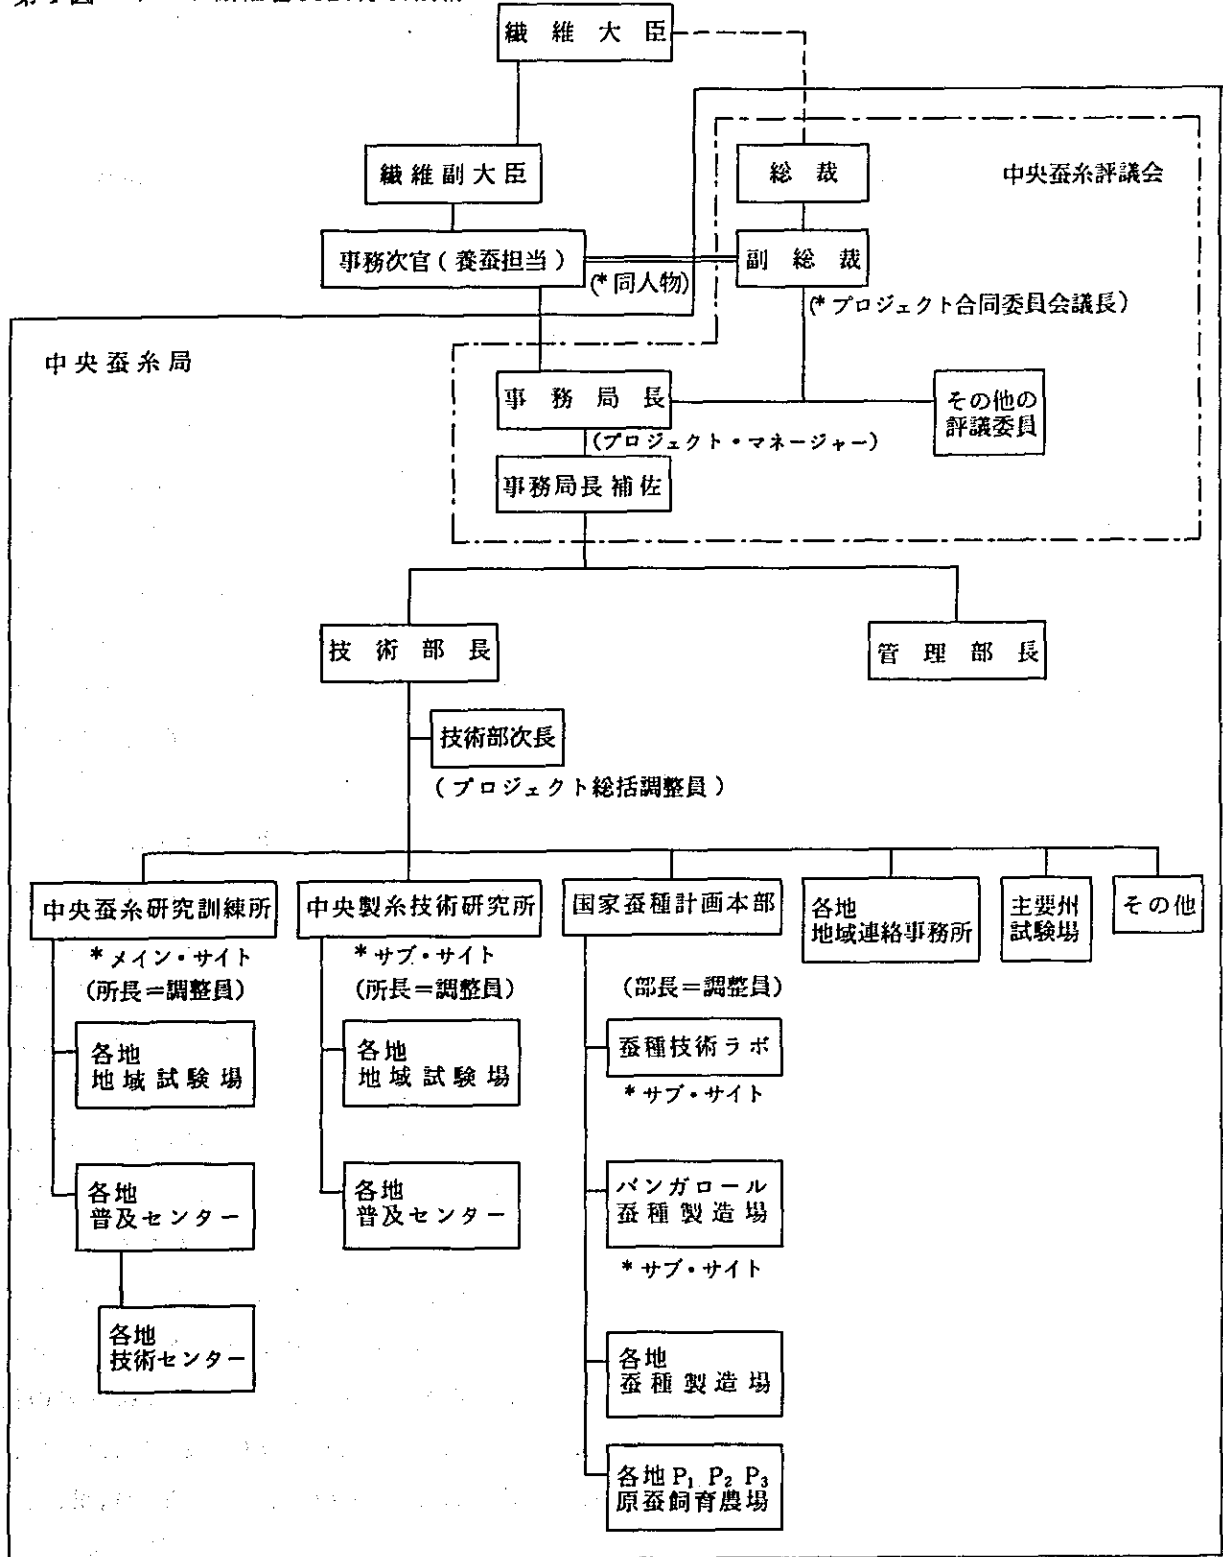 繊維大臣
繊維副大臣
総裁
中央蚕糸評議会
事務次官(養蚕担当)
副総裁
(*同人物)
(*プロジェクト合同委員会議長)
中央蚕糸局
事務局長
その他の
評議委員
(プロジェクト・マネージャー)
事務局長補佐
技術部長
管理部長
技術部次長
(プロジェクト総括調整員)
中央蚕糸研究訓練所
*メイン・サイト
(所長=調整員)
中央製糸技術研究所
*サブ・サイト
(所長=調整員)
国家蚕種計画本部
(部長=調整員)
各地
地域連絡事務所
主要州
試験場
その他
各地
地域試験場
各地
普及センター
各地
技術センター
各地
地域試験場
各地
普及センター
蚕種技術ラボ
*サブ・サイト
バンガロール
蚕種製造場
*サブ・サイト
各地
蚕種製造場
各地P₁ P₂ P₃
原蚕飼育農場